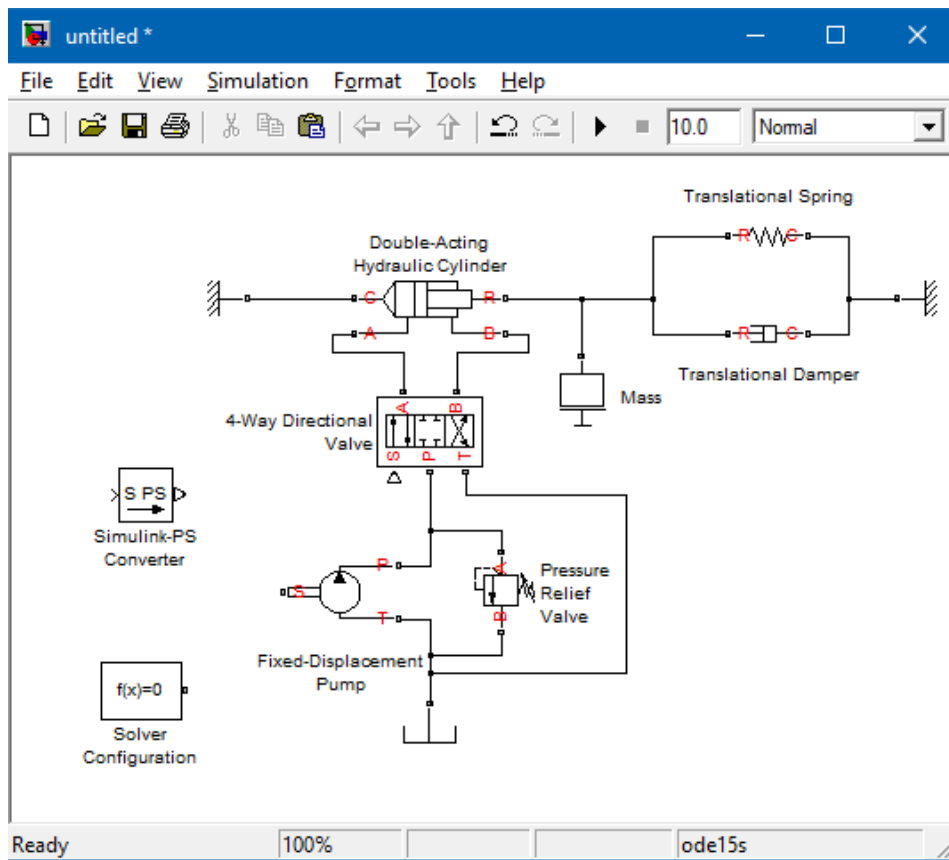 untitled *
File Edit View Simulation Format Tools Help
10.0 Normal
Translational Spring
R C
Double-Acting
Hydraulic Cylinder
C R
A B
R C
Translational Damper
Mass
4-Way Directional
Valve
A B
S P T
S PS
Simulink-PS
Converter
P
S
T
Fixed-Displacement
Pump
A
B
Pressure
Relief
Valve
f(x)=0
Solver
Configuration
Ready 100% ode15s